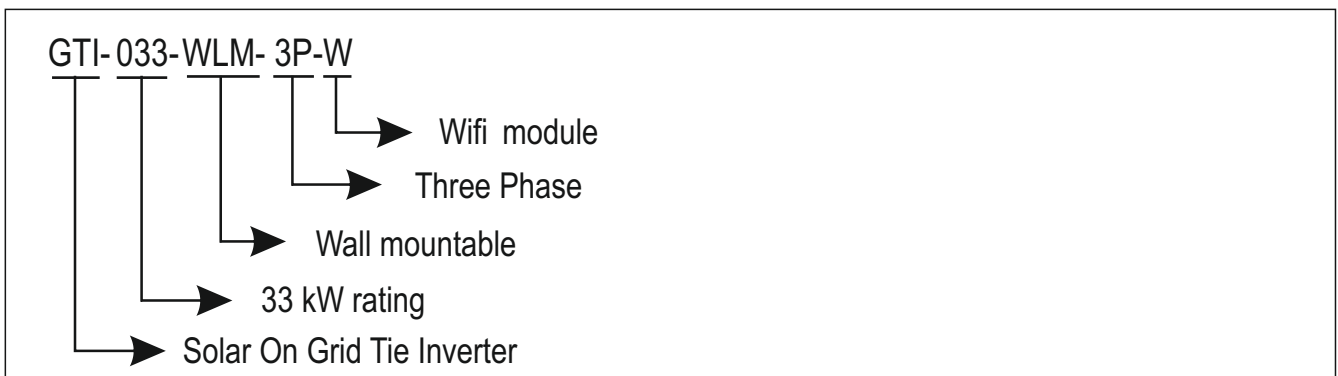 GTI-033-WLM-3P-W
Wifi module
Three Phase
Wall mountable
33 kW rating
Solar On Grid Tie Inverter